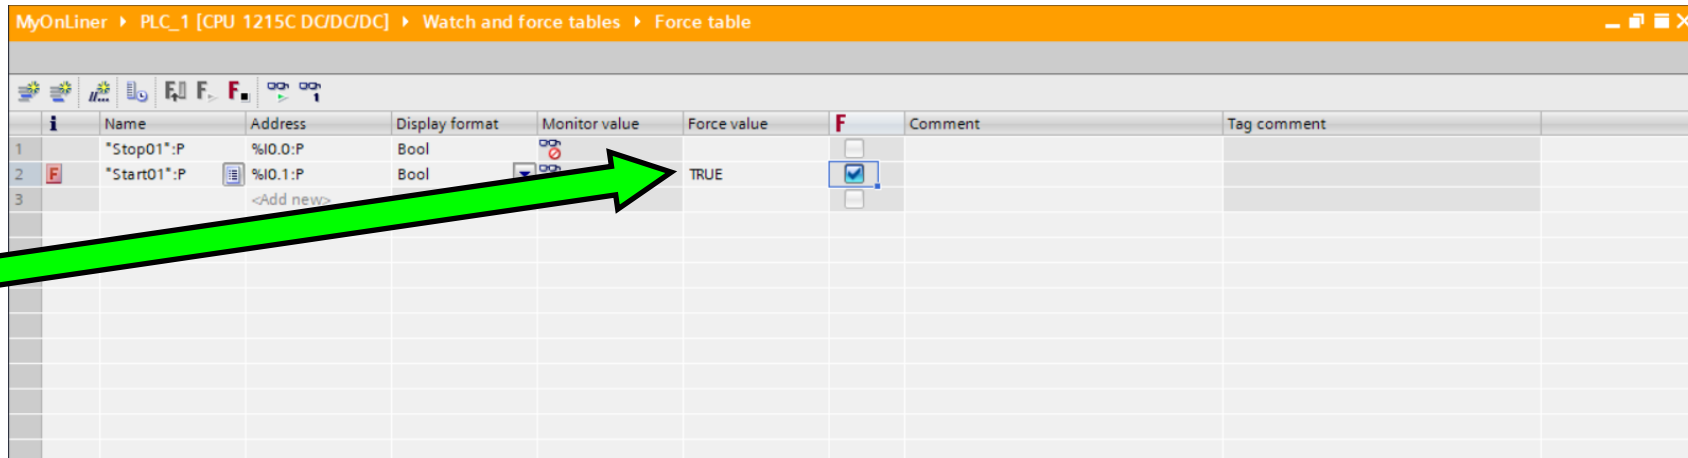 MyOnLiner ▸ PLC_1 [CPU 1215C DC/DC/DC] ▸ Watch and force tables ▸ Force table
i Name Address Display format Monitor value Force value F Comment Tag comment
1 "Stop01":P %I0.0:P Bool
2 F "Start01":P %I0.1:P Bool TRUE
3 <Add new>